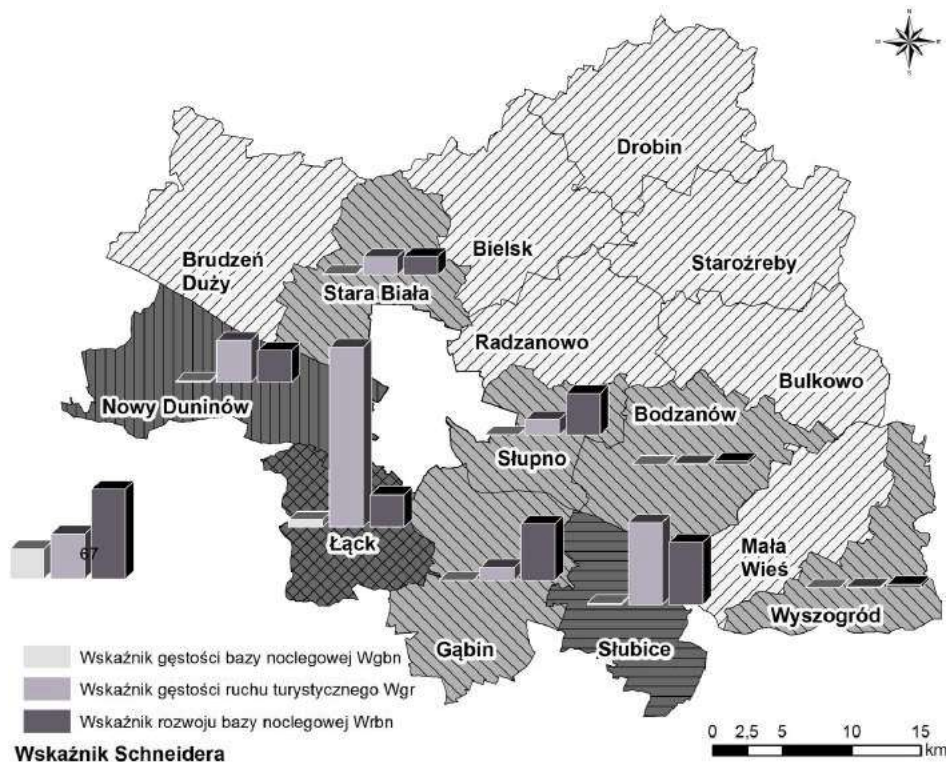 N
Drobin
Bielsk
Brudzeń
Duży
Staroźreby
Stara Biała
Radzanowo
Bulkowo
Nowy Duninów
Bodzanów
Słupno
Łąck
67
Mała
Wieś
Wyszogród
Gąbin
Słubice
Wskaźnik gęstości bazy noclegowej Wgbn
Wskaźnik gęstości ruchu turystycznego Wgr
Wskaźnik rozwoju bazy noclegowej Wrbn
Wskaźnik Schneidera
0 2,5 5 10 15
km